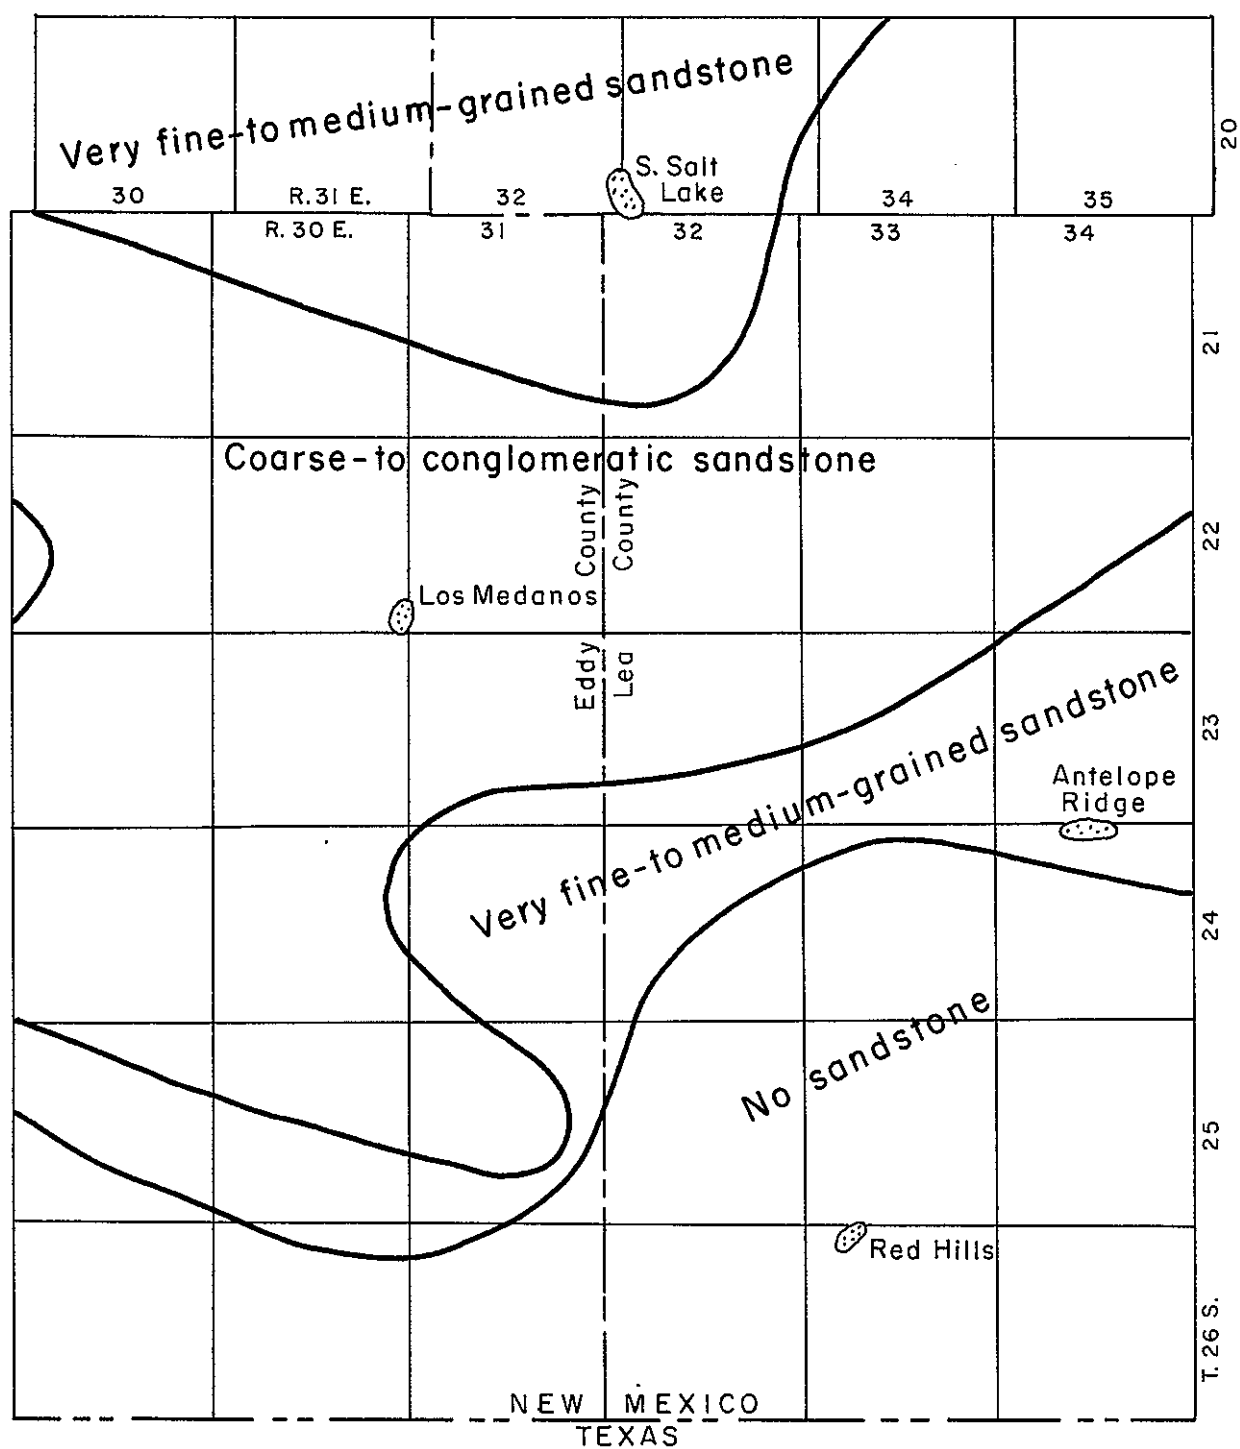 Very fine-to medium-grained sandstone
20
S. Salt
Lake
30 R.31 E. 32 34 35
R. 30 E. 31 32 33 34
21
Coarse-to conglomeratic sandstone
County
County
22
Los Medanos
Eddy
Lea
23
Very fine-to medium-grained sandstone
Antelope
Ridge
24
No sandstone
25
Red Hills
T. 26 S.
NEW MEXICO
TEXAS